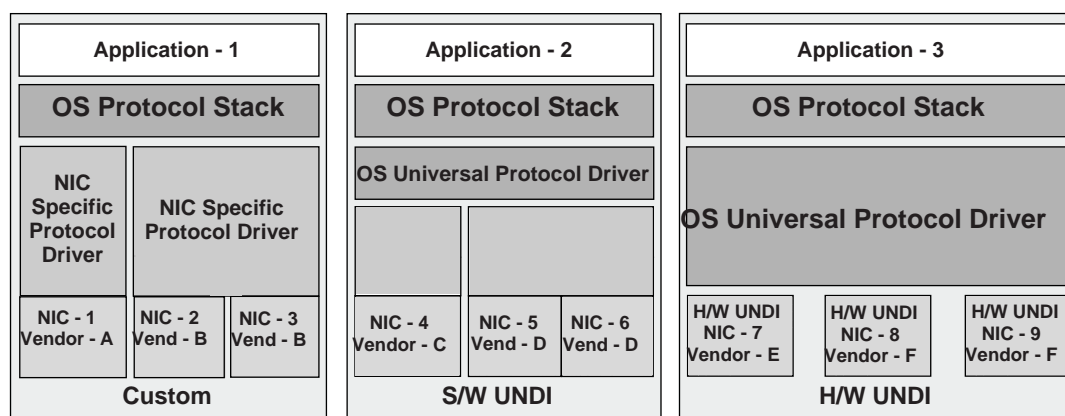 Application - 1
OS Protocol Stack
NIC
Specific
Protocol
Driver
NIC Specific
Protocol Driver
NIC - 1
Vendor - A
NIC - 2
Vend - B
NIC - 3
Vend - B
Custom
Application - 2
OS Protocol Stack
OS Universal Protocol Driver
NIC - 4
Vendor - C
NIC - 5
Vend - D
NIC - 6
Vend - D
S/W UNDI
Application - 3
OS Protocol Stack
OS Universal Protocol Driver
H/W UNDI
NIC - 7
Vendor - E
H/W UNDI
NIC - 8
Vendor - F
H/W UNDI
NIC - 9
Vendor - F
H/W UNDI